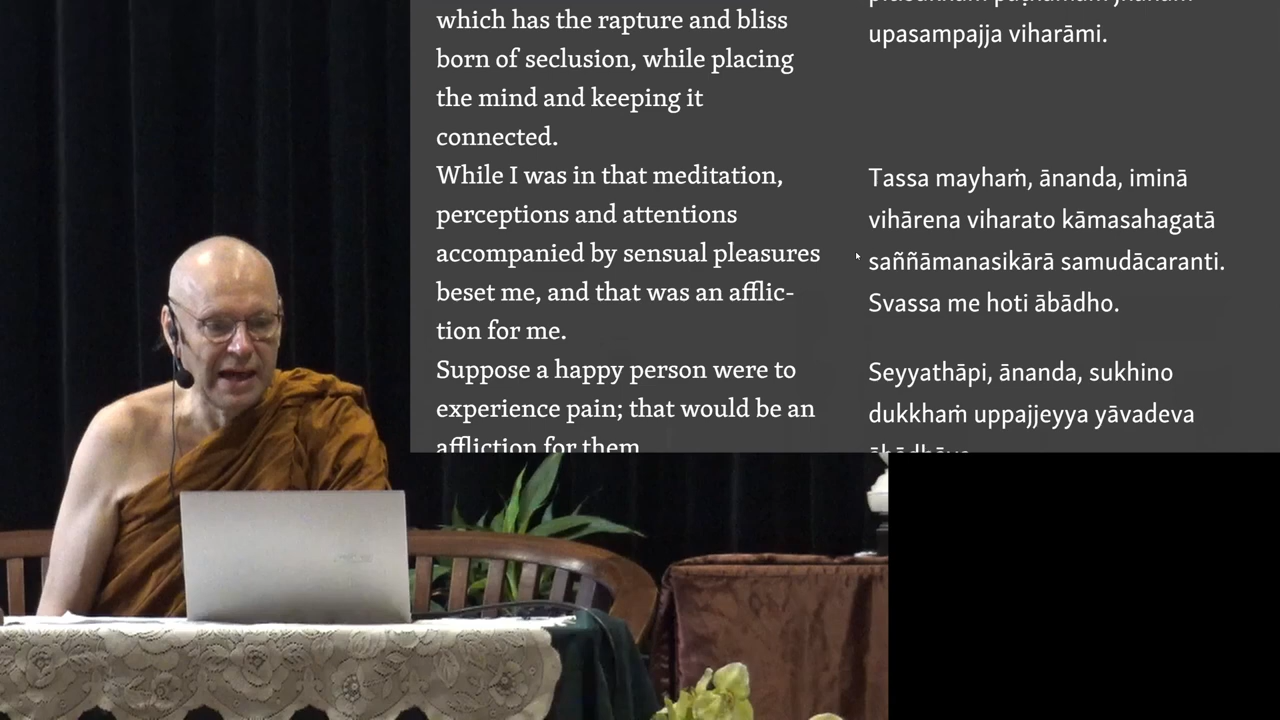 which has the rapture and bliss
born of seclusion, while placing
the mind and keeping it
connected.
While I was in that meditation,
perceptions and attentions
accompanied by sensual pleasures
beset me, and that was an afflic-
tion for me.
Suppose a happy person were to
experience pain; that would be an
affliction for them
upasampajja viharāmi.
Tassa mayhaṁ, ānanda, iminā
vihārena viharato kāmasahagatā
saññāmanasikārā samudācaranti.
Svassa me hoti ābādho.
Seyyathāpi, ānanda, sukhino
dukkhaṁ uppajjeyya yāvadeva